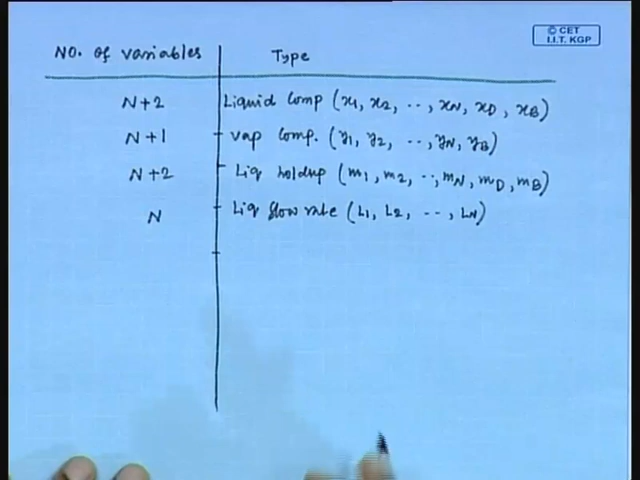 © CET
I.I.T. KGP
No. of variables Type
N+2 Liquid comp (x1, x2, .., xN, xD, xB)
N+1 vap comp. (y1, y2, ..., yN, yB)
N+2 Liq holdup (m1, m2, .., mN, mD, mB)
N Liq flow rate (L1, L2, ..., LN)